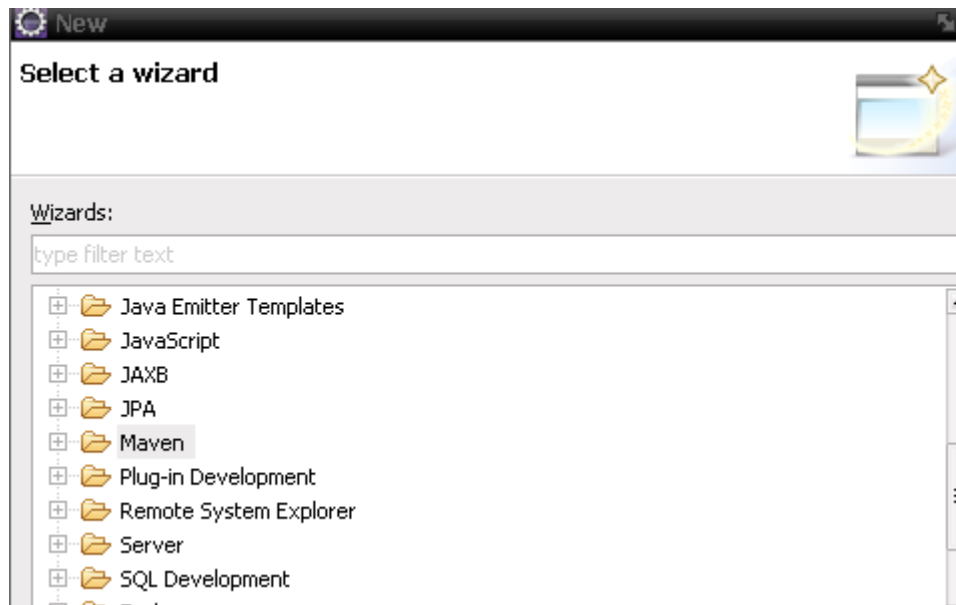 New
Select a wizard
Wizards:
type filter text
Java Emitter Templates
JavaScript
JAXB
JPA
Maven
Plug-in Development
Remote System Explorer
Server
SQL Development